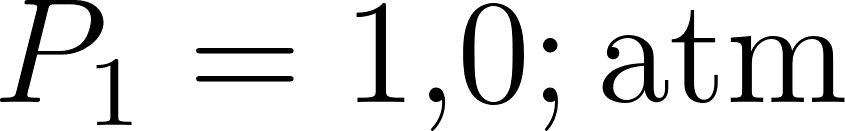 P₁ = 1,0; atm